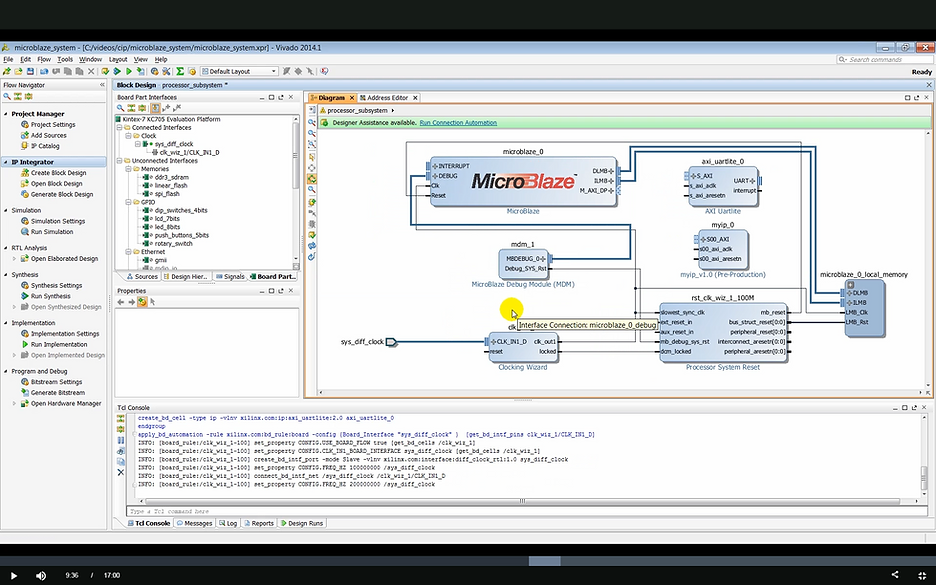 microblaze_system - [C:/videos/cip/microblaze_system/microblaze_system.xpr] - Vivado 2014.1
File Edit Flow Tools Window Layout View Help
Search commands
Default Layout
Ready
Flow Navigator
Project Manager
Project Settings
Add Sources
IP Catalog
IP Integrator
Create Block Design
Open Block Design
Generate Block Design
Simulation
Simulation Settings
Run Simulation
RTL Analysis
Open Elaborated Design
Synthesis
Synthesis Settings
Run Synthesis
Open Synthesized Design
Implementation
Implementation Settings
Run Implementation
Open Implemented Design
Program and Debug
Bitstream Settings
Generate Bitstream
Open Hardware Manager
Block Design - processor_subsystem *
Board Part Interfaces
Kintex-7 KC705 Evaluation Platform
Connected Interfaces
Clock
sys_diff_clock
clk_wiz_1/CLK_IN1_D
Unconnected Interfaces
Memories
ddr3_sdram
linear_flash
spi_flash
GPIO
dip_switches_4bits
lcd_7bits
led_8bits
push_buttons_5bits
rotary_switch
Ethernet
gmii
mdio_io
Sources Design Hier... Signals Board Part...
Properties
Diagram Address Editor
processor_subsystem
Designer Assistance available. Run Connection Automation
microblaze_0
INTERRUPT
DEBUG
Clk
Reset
MicroBlaze
DLMB
ILMB
M_AXI_DP
MicroBlaze
axi_uartlite_0
S_AXI
s_axi_aclk
s_axi_aresetn
UART
interrupt
AXI Uartlite
myip_0
S00_AXI
s00_axi_aclk
s00_axi_aresetn
myip_v1.0 (Pre-Production)
mdm_1
MBDEBUG_0
Debug_SYS_Rst
MicroBlaze Debug Module (MDM)
microblaze_0_local_memory
DLMB
ILMB
LMB_Clk
LMB_Rst
rst_clk_wiz_1_100M
slowest_sync_clk
ext_reset_in
aux_reset_in
mb_debug_sys_rst
dcm_locked
mb_reset
bus_struct_reset[0:0]
peripheral_reset[0:0]
interconnect_aresetn[0:0]
peripheral_aresetn[0:0]
Processor System Reset
Interface Connection: microblaze_0_debug
sys_diff_clock
CLK_IN1_D
reset
clk_out1
locked
Clocking Wizard
Tcl Console
create_bd_cell -type ip -vlnv xilinx.com:ip:axi_uartlite:2.0 axi_uartlite_0
endgroup
apply_bd_automation -rule xilinx.com:bd_rule:board -config {Board_Interface "sys_diff_clock" } [get_bd_intf_pins clk_wiz_1/CLK_IN1_D]
INFO: [board_rule:/clk_wiz_1-100] set_property CONFIG.USE_BOARD_FLOW true [get_bd_cells /clk_wiz_1]
INFO: [board_rule:/clk_wiz_1-100] set_property CONFIG.CLK_IN1_BOARD_INTERFACE sys_diff_clock [get_bd_cells /clk_wiz_1]
INFO: [board_rule:/clk_wiz_1-100] create_bd_intf_port -mode Slave -vlnv xilinx.com:interface:diff_clock_rtl:1.0 sys_diff_clock
INFO: [board_rule:/clk_wiz_1-100] set_property CONFIG.FREQ_HZ 100000000 /sys_diff_clock
INFO: [board_rule:/clk_wiz_1-100] connect_bd_intf_net /sys_diff_clock /clk_wiz_1/CLK_IN1_D
INFO: [board_rule:/clk_wiz_1-100] set_property CONFIG.FREQ_HZ 200000000 /sys_diff_clock
Type a Tcl command here
Tcl Console Messages Log Reports Design Runs
9:36 / 17:00